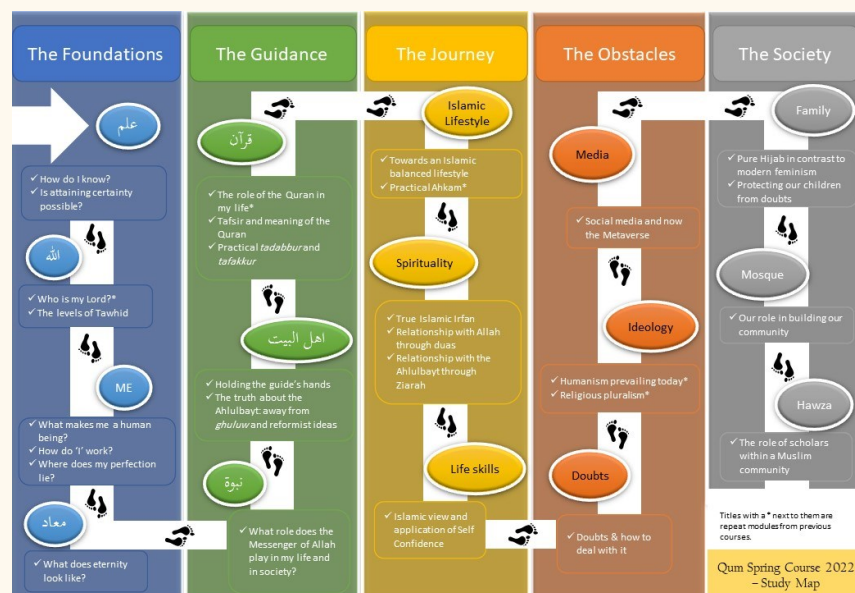 The Foundations
علم
✓ How do I know?
✓ Is attaining certainty
possible?
الله
✓ Who is my Lord?*
✓ The levels of Tawhid
ME
✓ What makes me a human
being?
✓ How do 'I' work?
✓ Where does my perfection
lie?
معاد
✓ What does eternity
look like?
The Guidance
قرآن
✓ The role of the Quran in
my life*
✓ Tafsir and meaning of the
Quran
✓ Practical tadabbur and
tafakkur
اهل البيت
✓ Holding the guide's hands
✓ The truth about the
Ahlulbayt: away from
ghuluw and reformist ideas
نبوة
✓ What role does the
Messenger of Allah
play in my life and
in society?
The Journey
Islamic
Lifestyle
✓ Towards an Islamic
balanced lifestyle
✓ Practical Ahkam*
Spirituality
✓ True Islamic Irfan
✓ Relationship with Allah
through duas
✓ Relationship with the
Ahlulbayt through
Ziarah
Life skills
✓ Islamic view and
application of Self
Confidence
The Obstacles
Media
✓ Social media and now
the Metaverse
Ideology
✓ Humanism prevailing today*
✓ Religious pluralism*
Doubts
✓ Doubts & how to
deal with it
The Society
Family
✓ Pure Hijab in contrast to
modern feminism
✓ Protecting our children
from doubts
Mosque
✓ Our role in building our
community
Hawza
✓ The role of scholars
within a Muslim
community
Titles with a * next to them are
repeat modules from previous
courses.
Qum Spring Course 2022
– Study Map